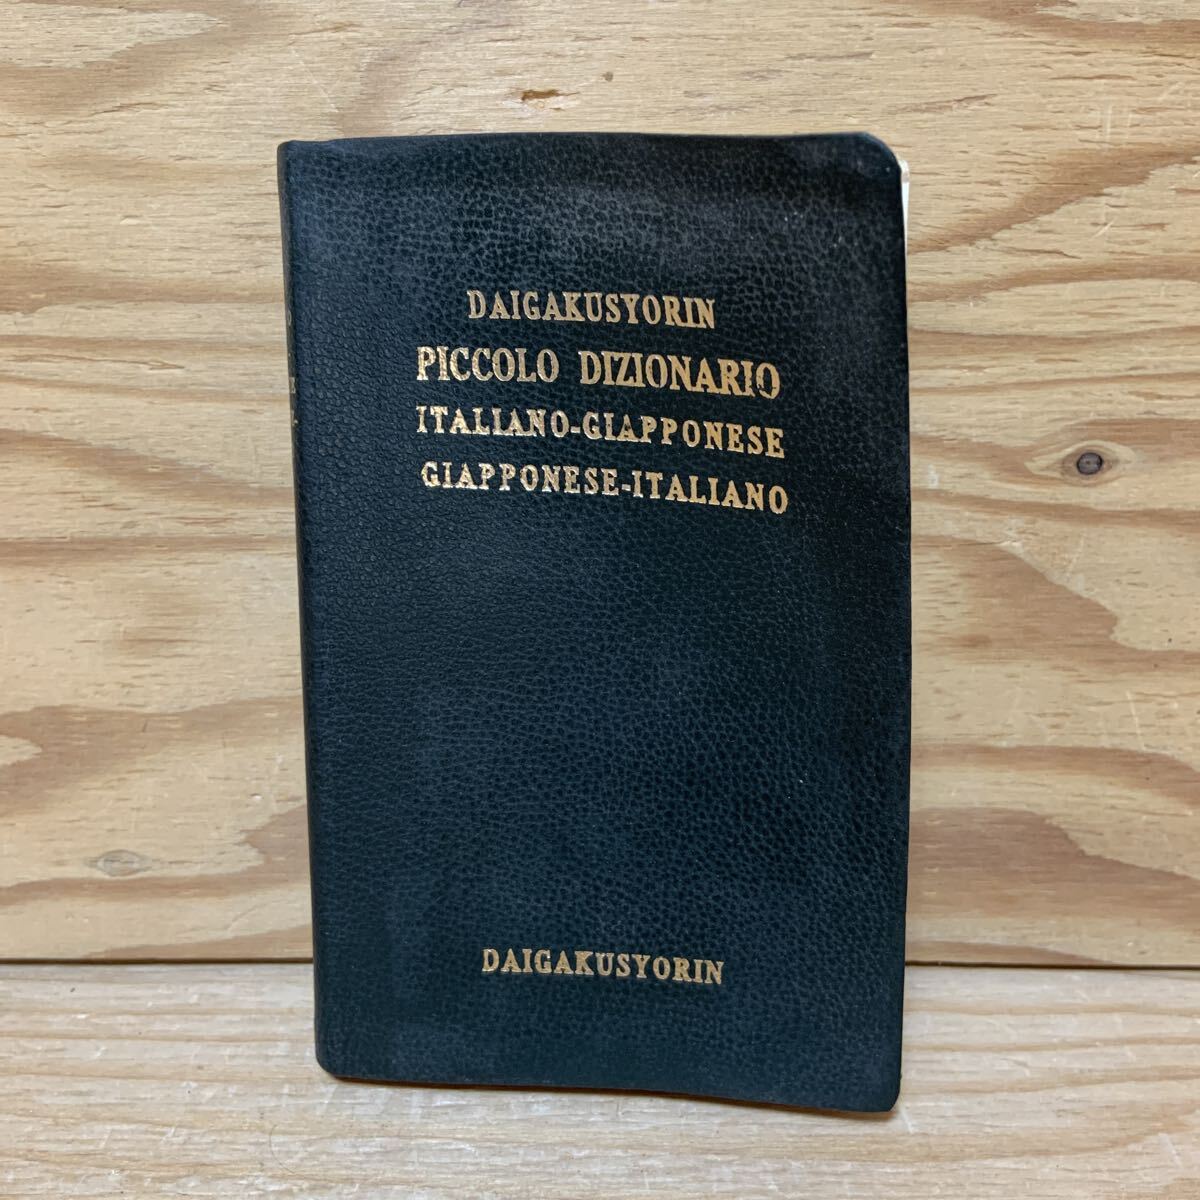 DAIGAKUSYORIN
PICCOLO DIZIONARIO
ITALIANO-GIAPPONESE
GIAPPONESE-ITALIANO
DAIGAKUSYORIN